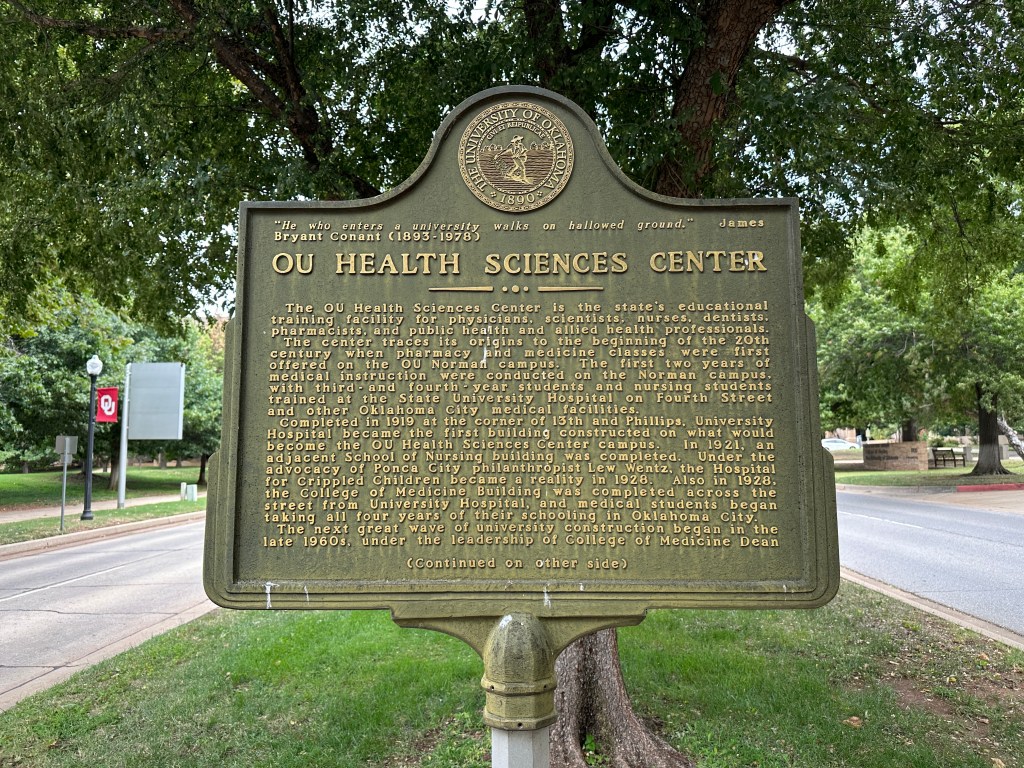 THE UNIVERSITY OF OKLAHOMA
CIVI ET REIPUBLICAE
1890
"He who enters a university walks on hallowed ground." James
Bryant Conant (1893-1978)
OU HEALTH SCIENCES CENTER
The OU Health Sciences Center is the state's educational
training facility for physicians, scientists, nurses, dentists,
pharmacists, and public health and allied health professionals.
The center traces its origins to the beginning of the 20th
century when pharmacy and medicine classes were first
offered on the OU Norman campus. The first two years of
medical instruction were conducted on the Norman campus,
with third- and fourth-year students and nursing students
trained at the State University Hospital on Fourth Street
and other Oklahoma City medical facilities.
Completed in 1919 at the corner of 13th and Phillips, University
Hospital became the first building constructed on what would
become the OU Health Sciences Center campus. In 1921, an
adjacent School of Nursing building was completed. Under the
advocacy of Ponca City philanthropist Lew Wentz, the Hospital
for Crippled Children became a reality in 1928. Also in 1928,
the College of Medicine Building was completed across the
street from University Hospital, and medical students began
taking all four years of their schooling in Oklahoma City.
The next great wave of university construction began in the
late 1960s, under the leadership of College of Medicine Dean
(Continued on other side)